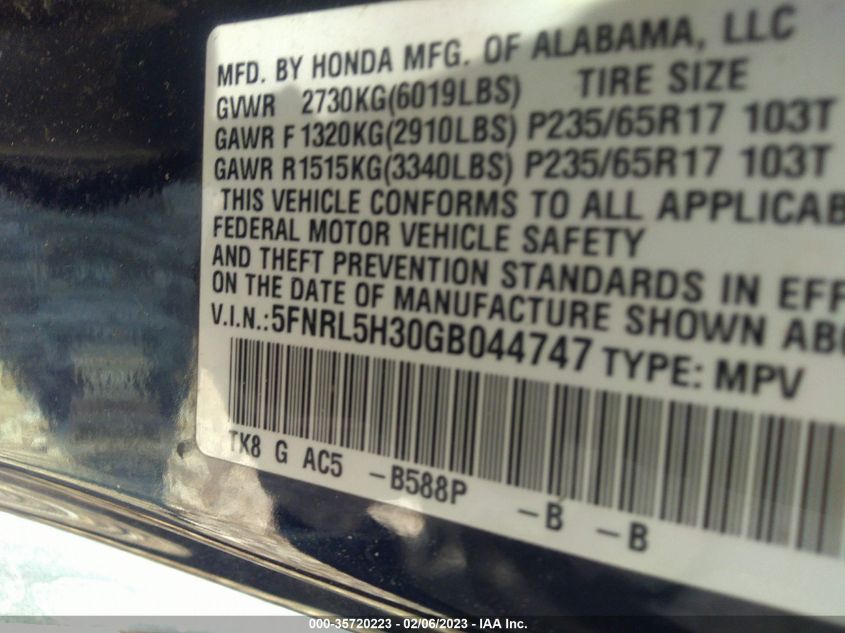 MFD. BY HONDA MFG. OF ALABAMA, LLC
GVWR 2730KG(6019LBS) TIRE SIZE
GAWR F 1320KG(2910LBS) P235/65R17 103T
GAWR R1515KG(3340LBS) P235/65R17 103T
THIS VEHICLE CONFORMS TO ALL APPLICAB
FEDERAL MOTOR VEHICLE SAFETY
AND THEFT PREVENTION STANDARDS IN EFF
ON THE DATE OF MANUFACTURE SHOWN ABO
V.I.N.:5FNRL5H30GB044747 TYPE: MPV
TK8 G AC5 -B588P -B -B
000-35720223 - 02/06/2023 - IAA Inc.